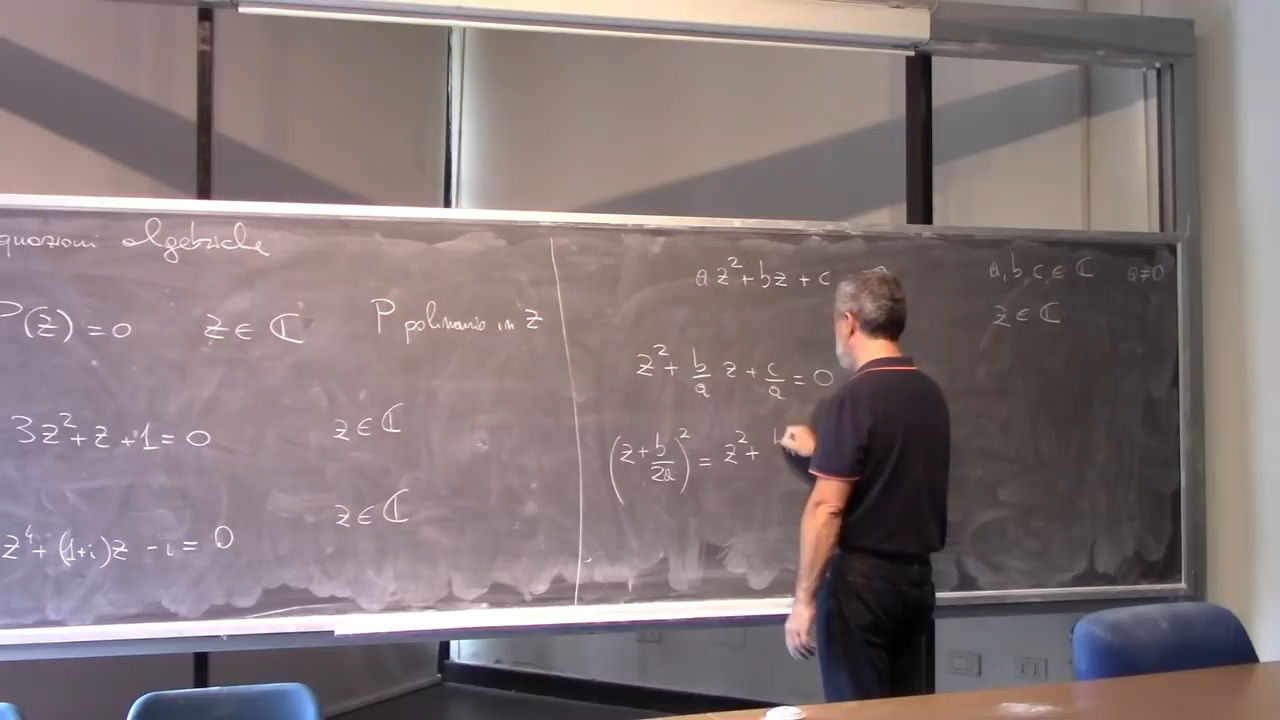 quazioni algebriche
P(z) = 0 z ∈ ℂ P polinomio in z
3z² + z + 1 = 0 z ∈ ℂ
z⁴ + (1+i)z - i = 0 z ∈ ℂ
az² + bz + c a, b, c, ∈ ℂ a≠0
z ∈ ℂ
z² + b/a z + c/a = 0
(z + b/2a)² = z² + b